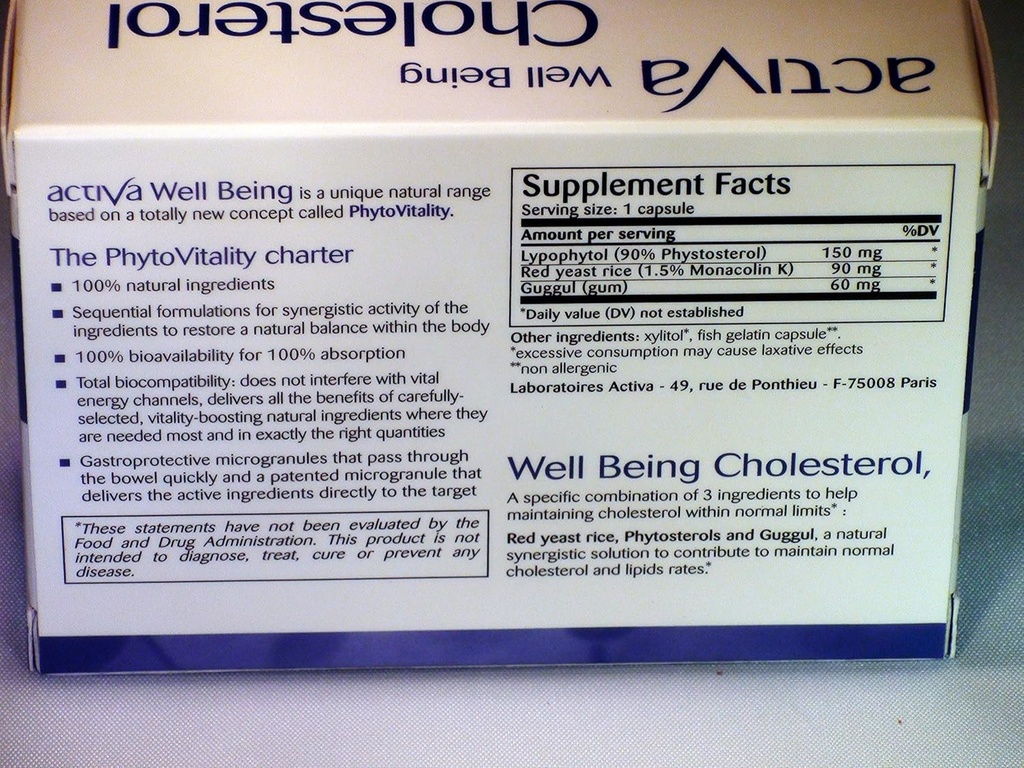 Cholesterol
activa Well Being
activa Well Being is a unique natural range
based on a totally new concept called PhytoVitality.
The PhytoVitality charter
■ 100% natural ingredients
■ Sequential formulations for synergistic activity of the
ingredients to restore a natural balance within the body
■ 100% bioavailability for 100% absorption
■ Total biocompatibility: does not interfere with vital
energy channels, delivers all the benefits of carefully-
selected, vitality-boosting natural ingredients where they
are needed most and in exactly the right quantities
■ Gastroprotective microgranules that pass through
the bowel quickly and a patented microgranule that
delivers the active ingredients directly to the target
*These statements have not been evaluated by the
Food and Drug Administration. This product is not
intended to diagnose, treat, cure or prevent any
disease.
Supplement Facts
Serving size: 1 capsule
Amount per serving %DV
Lypophytol (90% Phystosterol) 150 mg *
Red yeast rice (1.5% Monacolin K) 90 mg *
Guggul (gum) 60 mg *
*Daily value (DV) not established
Other ingredients: xylitol*, fish gelatin capsule**.
*excessive consumption may cause laxative effects
**non allergenic
Laboratoires Activa - 49, rue de Ponthieu - F-75008 Paris
Well Being Cholesterol,
A specific combination of 3 ingredients to help
maintaining cholesterol within normal limits* :
Red yeast rice, Phytosterols and Guggul, a natural
synergistic solution to contribute to maintain normal
cholesterol and lipids rates.*